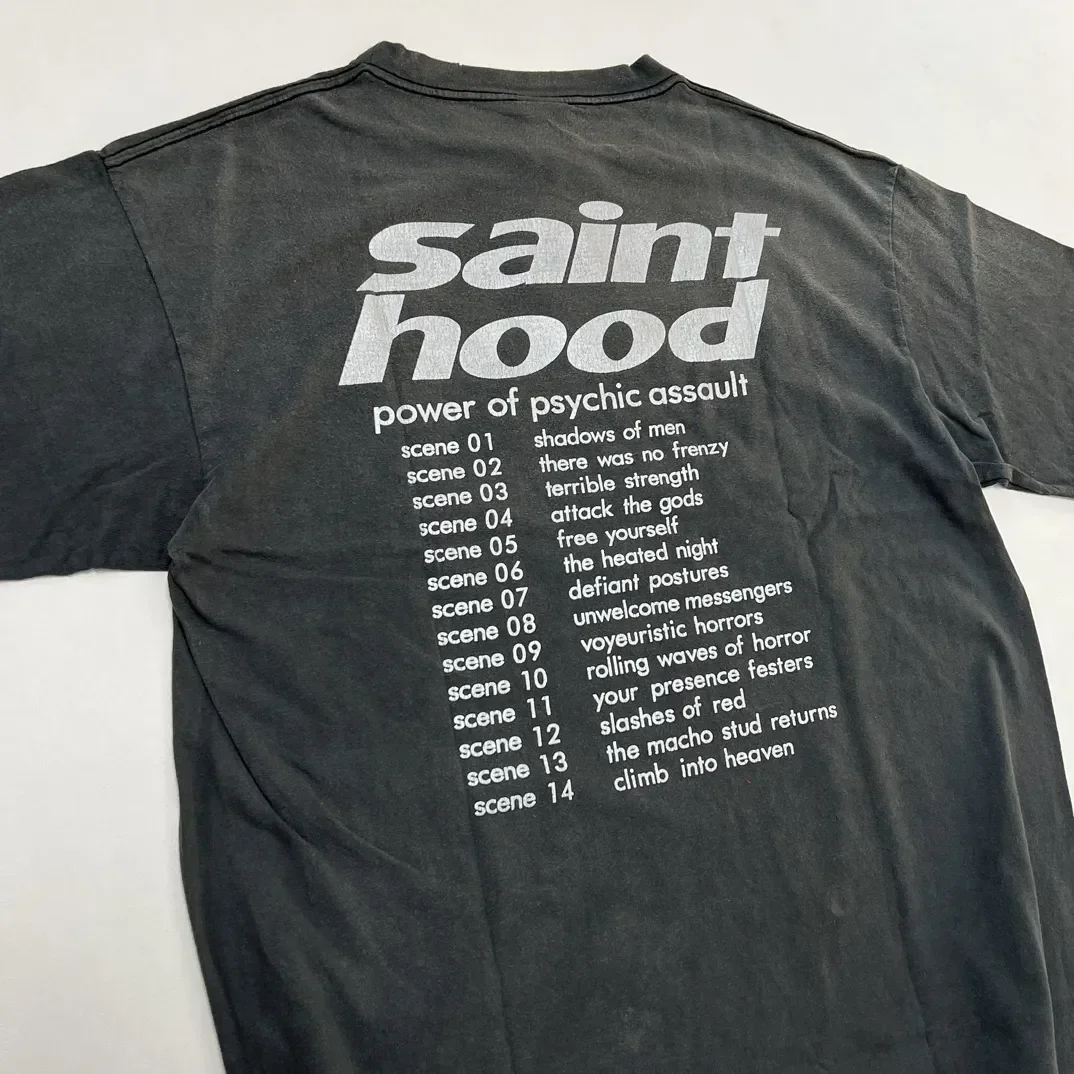 saint
hood
power of psychic assault
scene 01 shadows of men
scene 02 there was no frenzy
scene 03 terrible strength
scene 04 attack the gods
scene 05 free yourself
scene 06 the heated night
scene 07 defiant postures
scene 08 unwelcome messengers
scene 09 voyeuristic horrors
scene 10 rolling waves of horror
scene 11 your presence festers
scene 12 slashes of red
scene 13 the macho stud returns
scene 14 climb into heaven